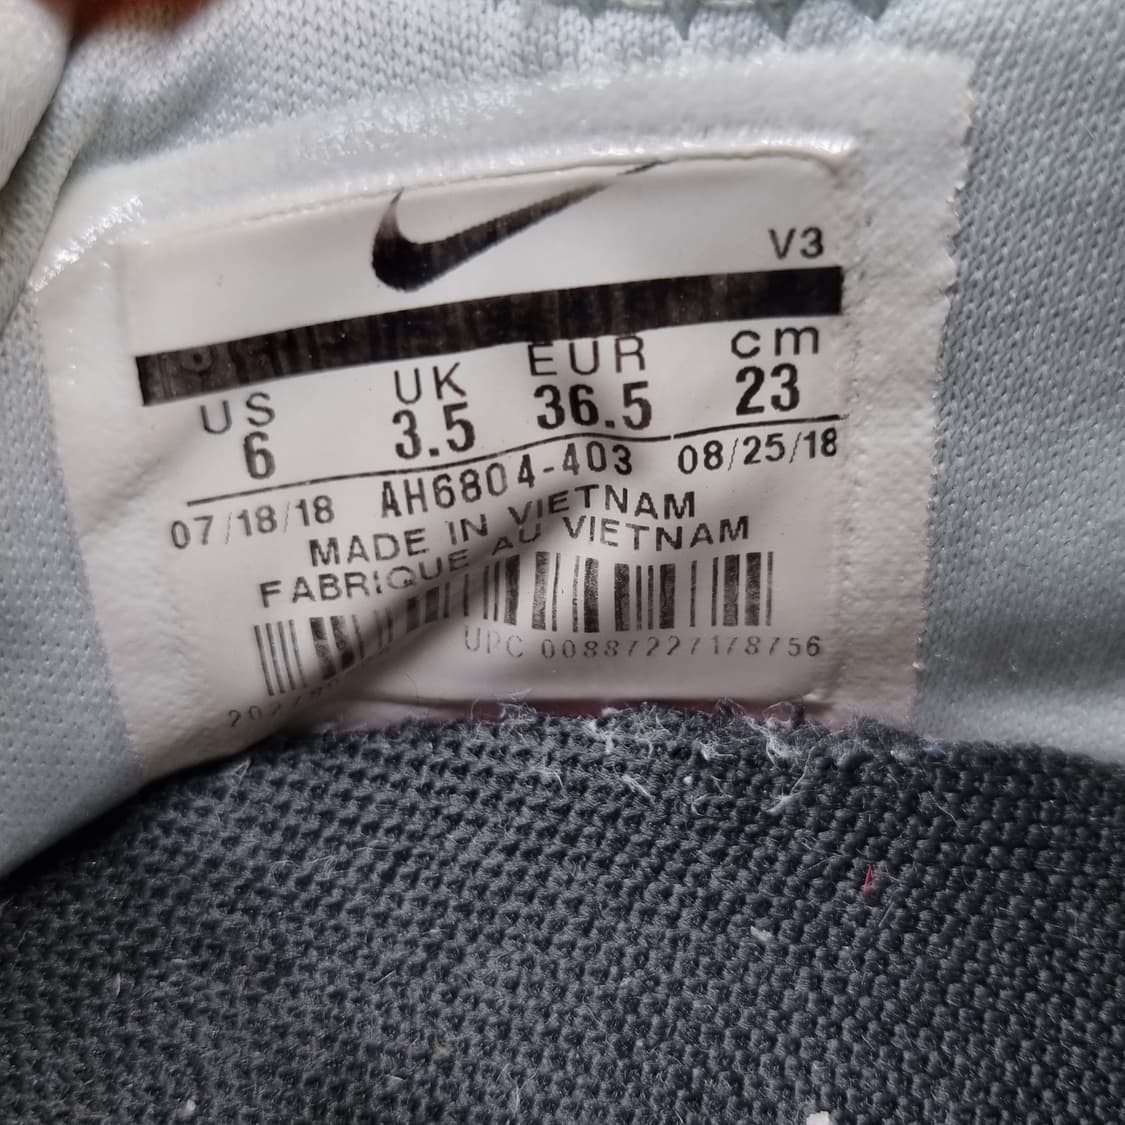 V3
US UK EUR cm
6 3.5 36.5 23
07/18/18 AH6804-403 08/25/18
MADE IN VIETNAM
FABRIQUE AU VIETNAM
UPC 00887227178756